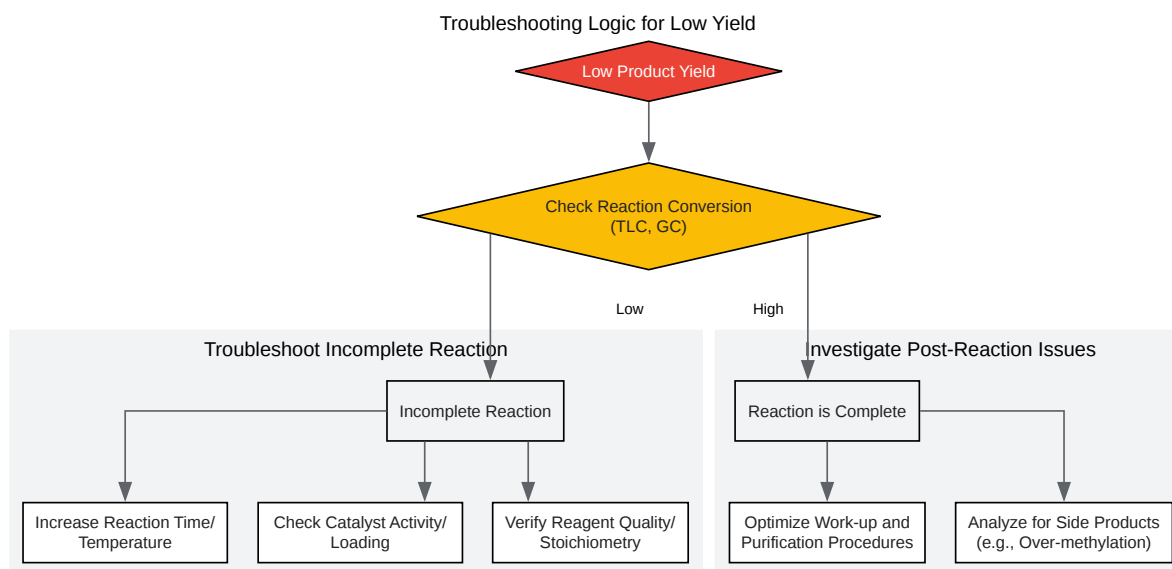 Troubleshooting Logic for Low Yield
Low Product Yield
Check Reaction Conversion
(TLC, GC)
Low
High
Troubleshoot Incomplete Reaction
Investigate Post-Reaction Issues
Incomplete Reaction
Reaction is Complete
Increase Reaction Time/
Temperature
Check Catalyst Activity/
Loading
Verify Reagent Quality/
Stoichiometry
Optimize Work-up and
Purification Procedures
Analyze for Side Products
(e.g., Over-methylation)